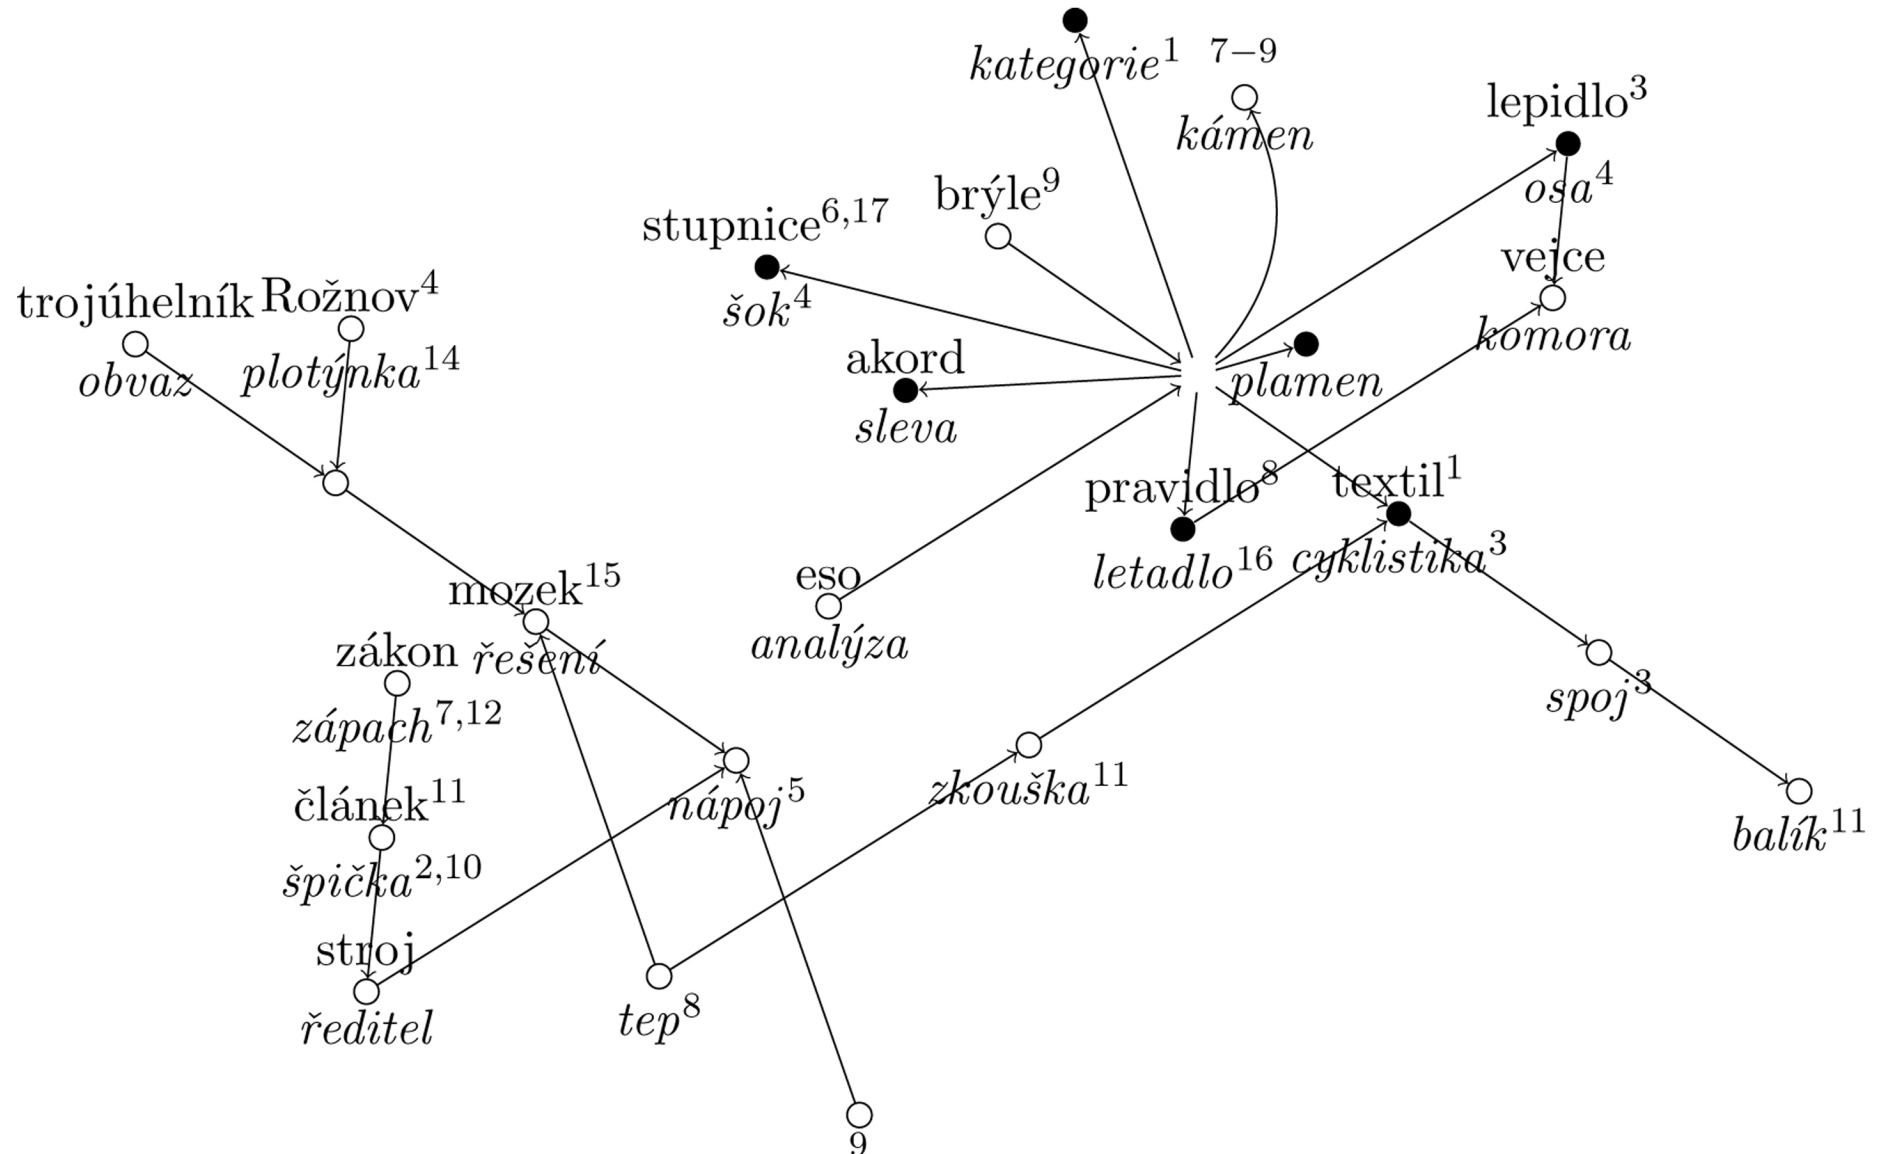 kategorie¹
7−9
kámen
lepidlo³
osa⁴
brýle⁹
stupnice⁶,¹⁷
šok⁴
vejce
komora
trojúhelník
obvaz
Rožnov⁴
plotýnka¹⁴
akord
sleva
plamen
pravidlo⁸
letadlo¹⁶
textil¹
cyklistika³
eso
analýza
mozek¹⁵
řešení
zákon
zápach⁷,¹²
spoj³
článek¹¹
špička²,¹⁰
nápoj⁵
zkouška¹¹
balík¹¹
stroj
ředitel
tep⁸
9